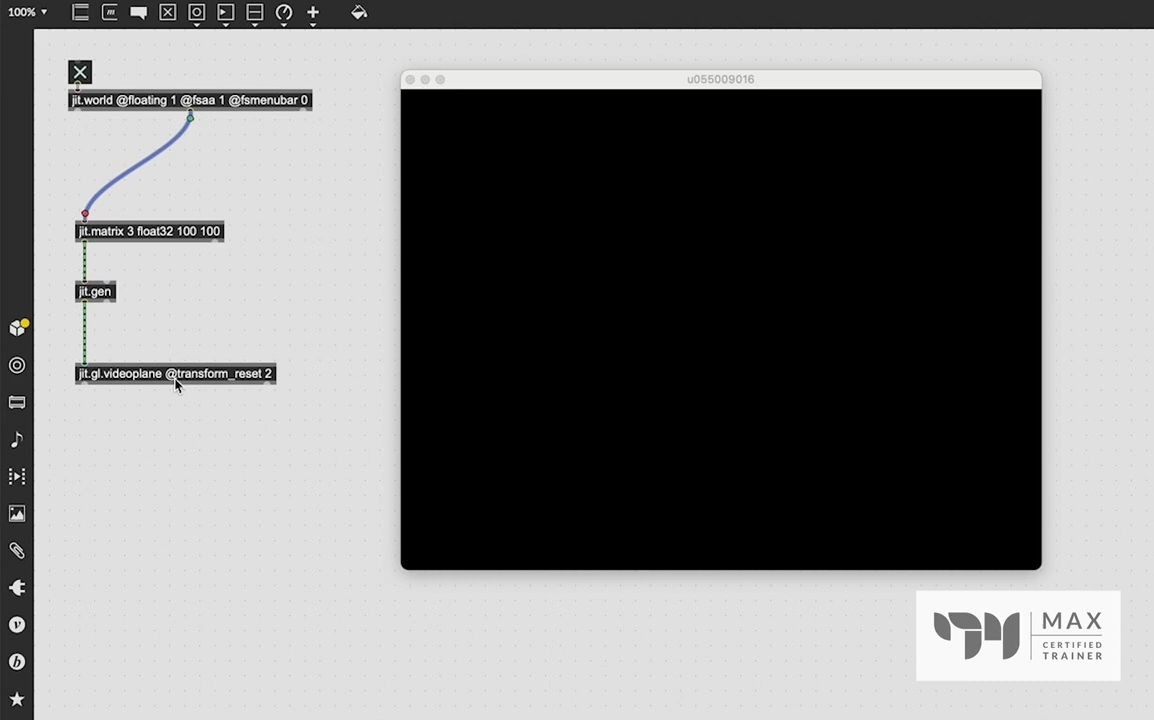 100%
u055009016
jit.world @floating 1 @fsaa 1 @fsmenubar 0
jit.matrix 3 float32 100 100
jit.gen
jit.gl.videoplane @transform_reset 2
MAX
CERTIFIED
TRAINER